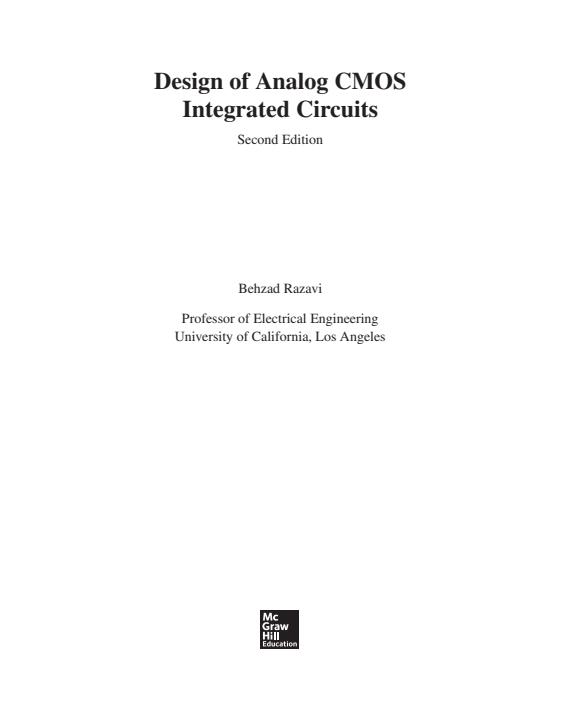 Design of Analog CMOS
Integrated Circuits
Second Edition
Behzad Razavi
Professor of Electrical Engineering
University of California, Los Angeles
Mc
Graw
Hill
Education